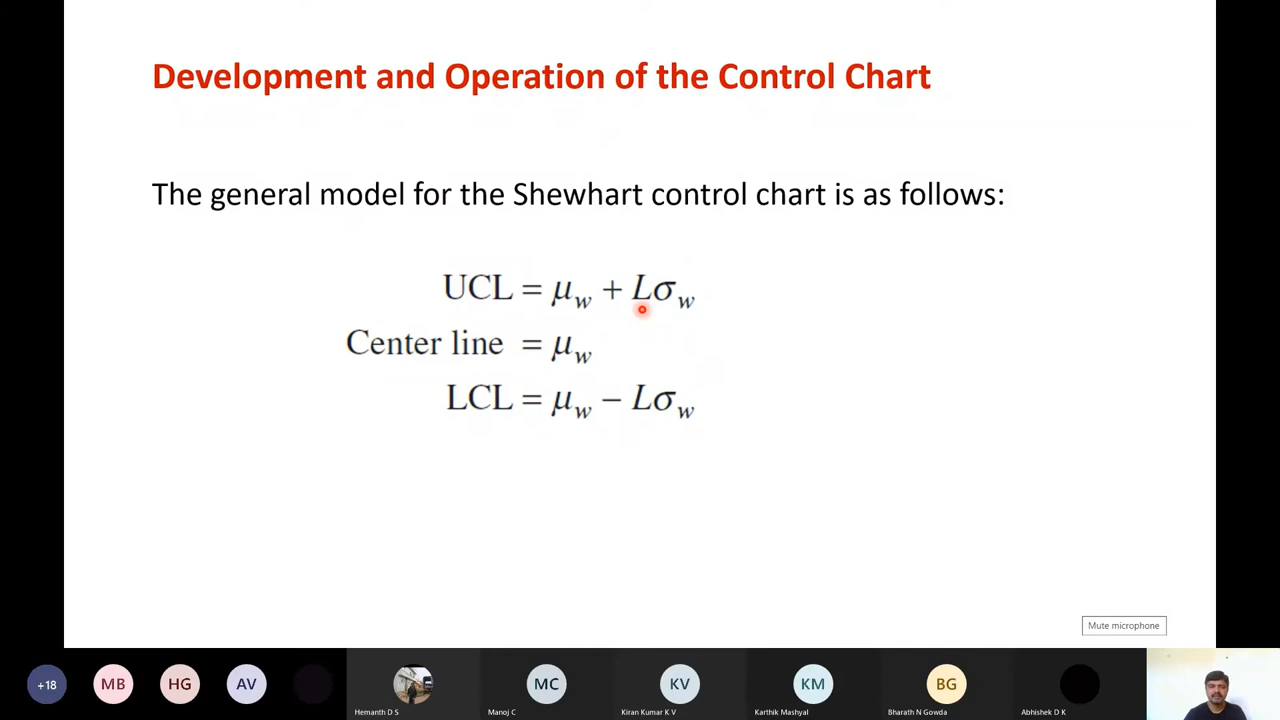 Development and Operation of the Control Chart
The general model for the Shewhart control chart is as follows:
UCL = μw + Lσw
Center line = μw
LCL = μw − Lσw
Mute microphone
+18
MB
HG
AV
MC
KV
KM
BG
Hemanth D S
Manoj C
Kiran Kumar K V
Karthik Mashyal
Bharath N Gowda
Abhishek D K